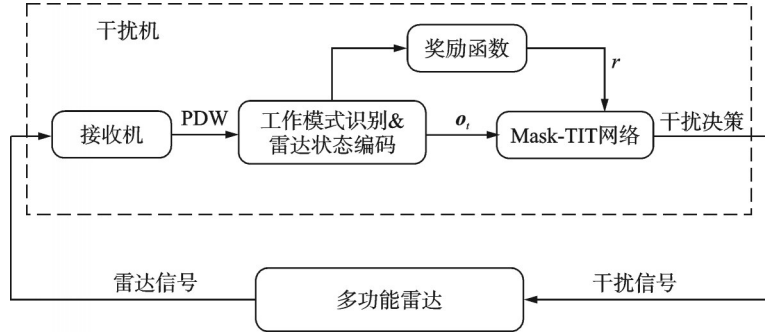 干扰机
奖励函数
r
接收机
PDW
工作模式识别&
雷达状态编码
oₜ
Mask-TIT网络
干扰决策
雷达信号
多功能雷达
干扰信号